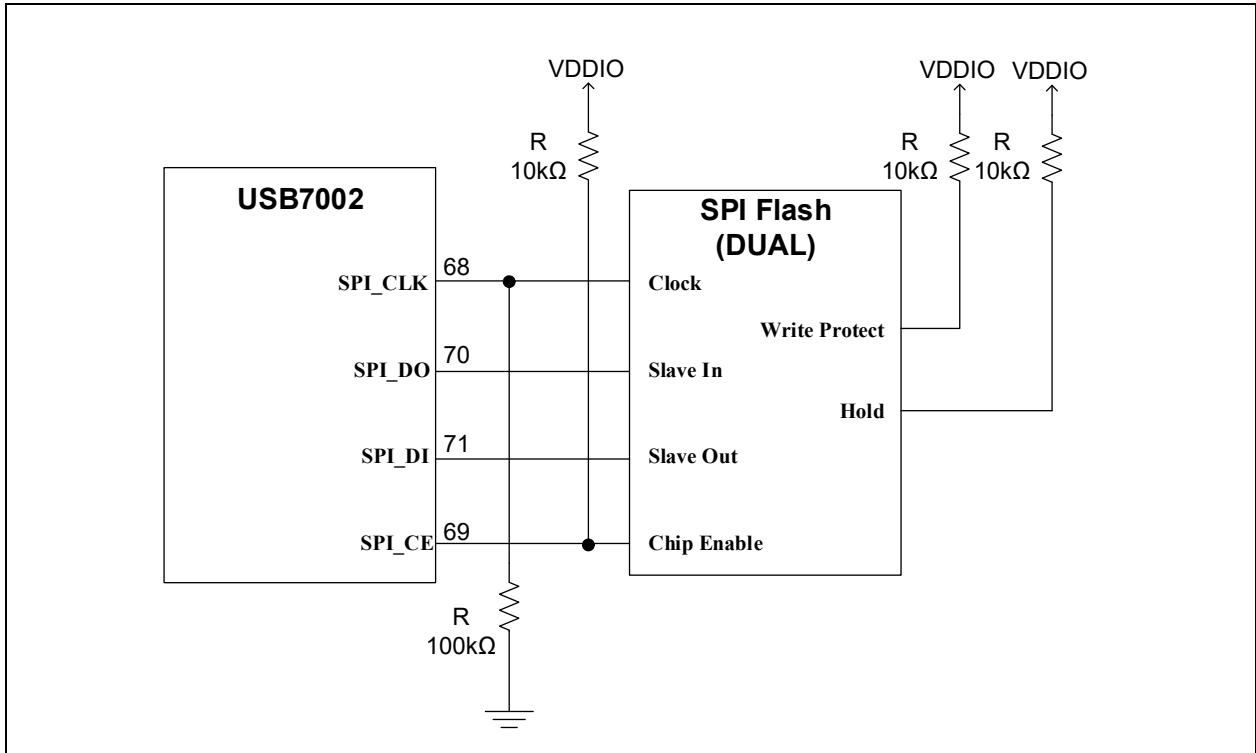 VDDIO
VDDIO
VDDIO
R
10kΩ
R
10kΩ
R
10kΩ
USB7002
SPI Flash
(DUAL)
SPI_CLK
68
Clock
Write Protect
SPI_DO
70
Slave In
Hold
SPI_DI
71
Slave Out
SPI_CE
69
Chip Enable
R
100kΩ